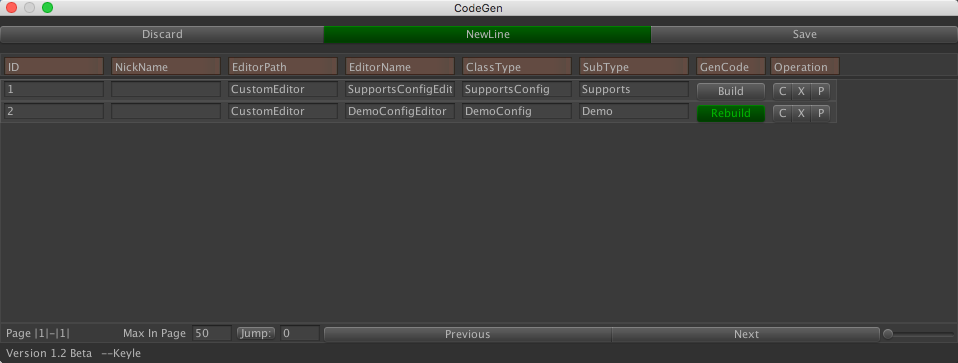 CodeGen
Discard NewLine Save
ID NickName EditorPath EditorName ClassType SubType GenCode Operation
1 CustomEditor SupportsConfigEdit SupportsConfig Supports Build C X P
2 CustomEditor DemoConfigEditor DemoConfig Demo Rebuild C X P
Page |1|-|1| Max In Page 50 Jump: 0 Previous Next
Version 1.2 Beta --Keyle